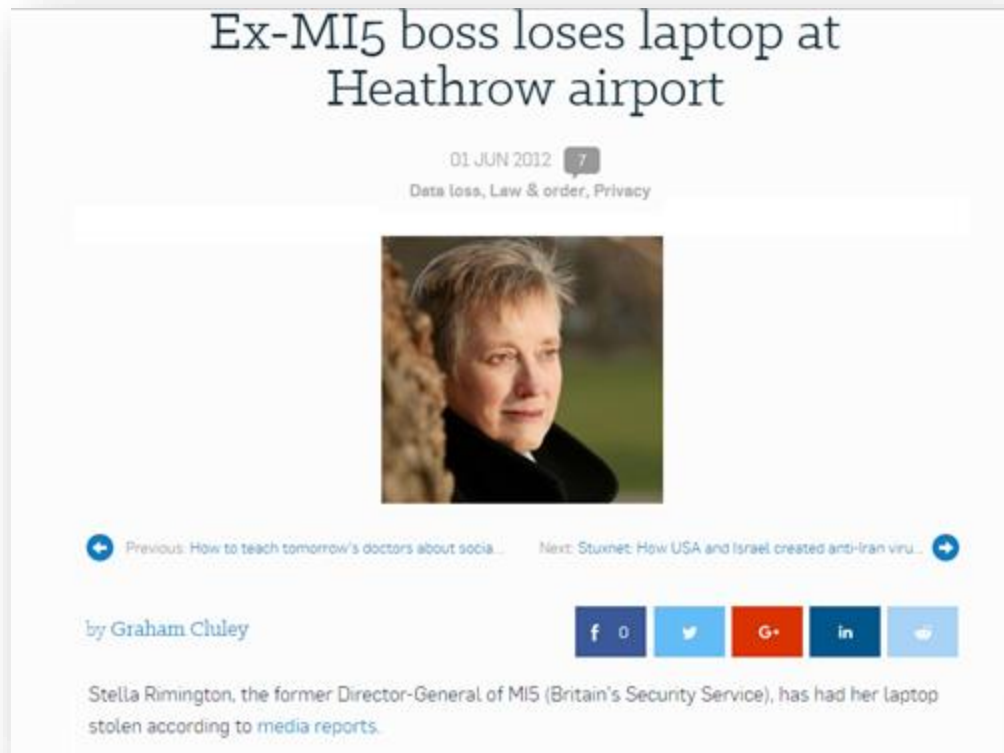 Ex-MI5 boss loses laptop at
Heathrow airport
01 JUN 2012 7
Data loss, Law & order, Privacy
Previous: How to teach tomorrow's doctors about socia...
Next: Stuxnet: How USA and Israel created anti-Iran viru...
by Graham Cluley
f 0
G+
in
Stella Rimington, the former Director-General of MI5 (Britain's Security Service), has had her laptop
stolen according to media reports.